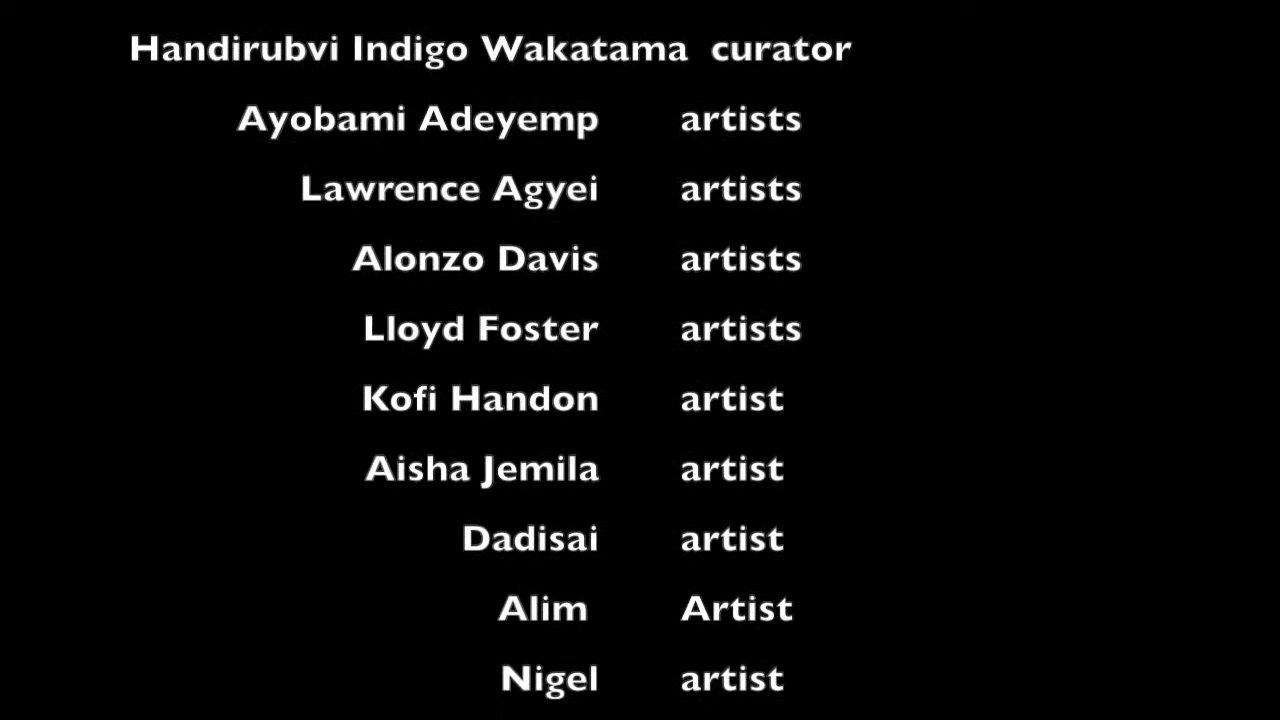 Handirubvi Indigo Wakatama curator
Ayobami Adeyemp artists
Lawrence Agyei artists
Alonzo Davis artists
Lloyd Foster artists
Kofi Handon artist
Aisha Jemila artist
Dadisai artist
Alim Artist
Nigel artist